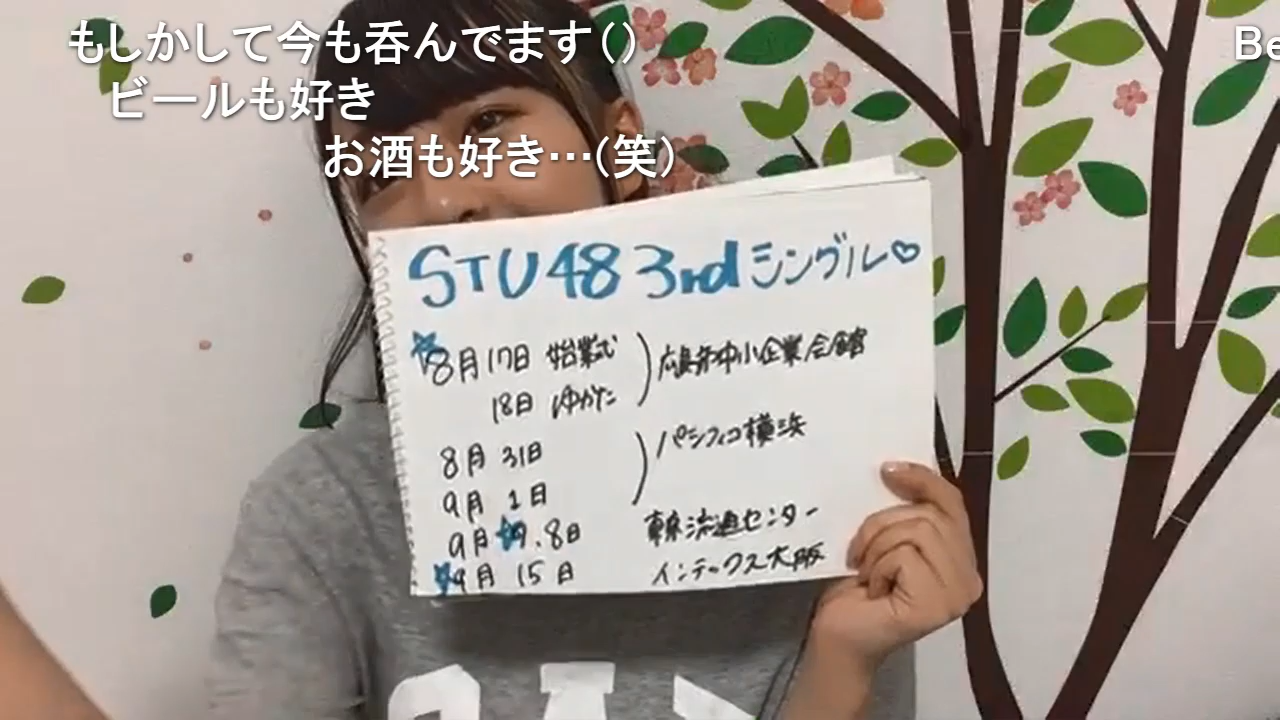 もしかして今も呑んでます（）
Be
ビールも好き
お酒も好き…（笑）
STU48 3rdシングル♡
☆8月17日 始業式
18日 ゆかた
広島市中小企業会館
8月31日
9月1日
パシフィコ横浜
9月☆7.8日 東京流通センター
☆9月15日 インテックス大阪